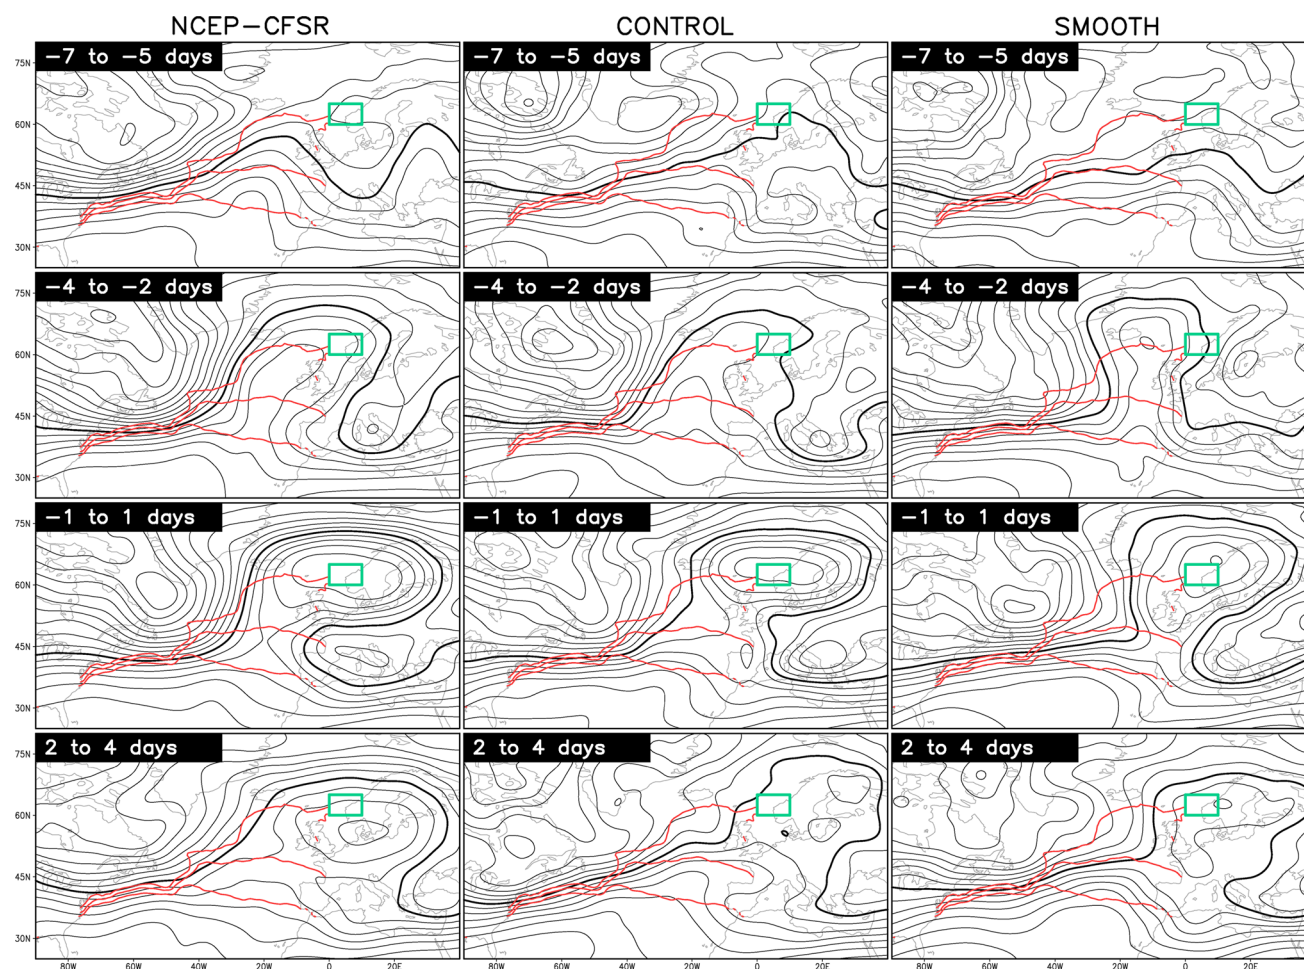 NCEP−CFSR CONTROL SMOOTH
−7 to −5 days −7 to −5 days −7 to −5 days
75N
60N
45N
30N
−4 to −2 days −4 to −2 days −4 to −2 days
75N
60N
45N
30N
−1 to 1 days −1 to 1 days −1 to 1 days
75N
60N
45N
30N
2 to 4 days 2 to 4 days 2 to 4 days
75N
60N
45N
30N
80W 60W 40W 20W 0 20E 80W 60W 40W 20W 0 20E 80W 60W 40W 20W 0 20E